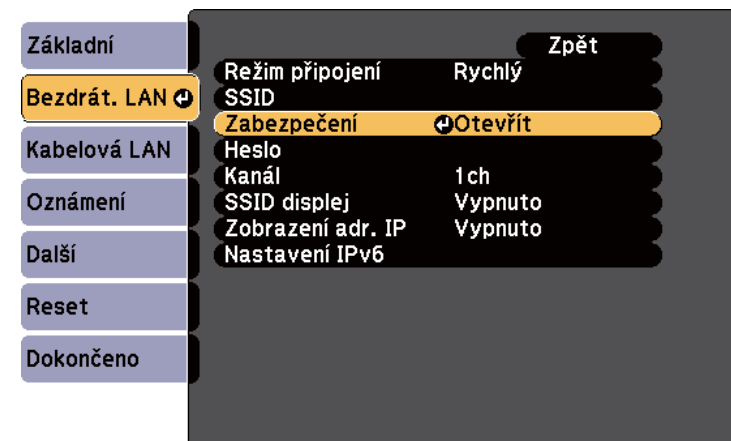 Základní
Bezdrát. LAN
Kabelová LAN
Oznámení
Další
Reset
Dokončeno
Zpět
Režim připojení Rychlý
SSID
Zabezpečení Otevřít
Heslo
Kanál 1ch
SSID displej Vypnuto
Zobrazení adr. IP Vypnuto
Nastavení IPv6